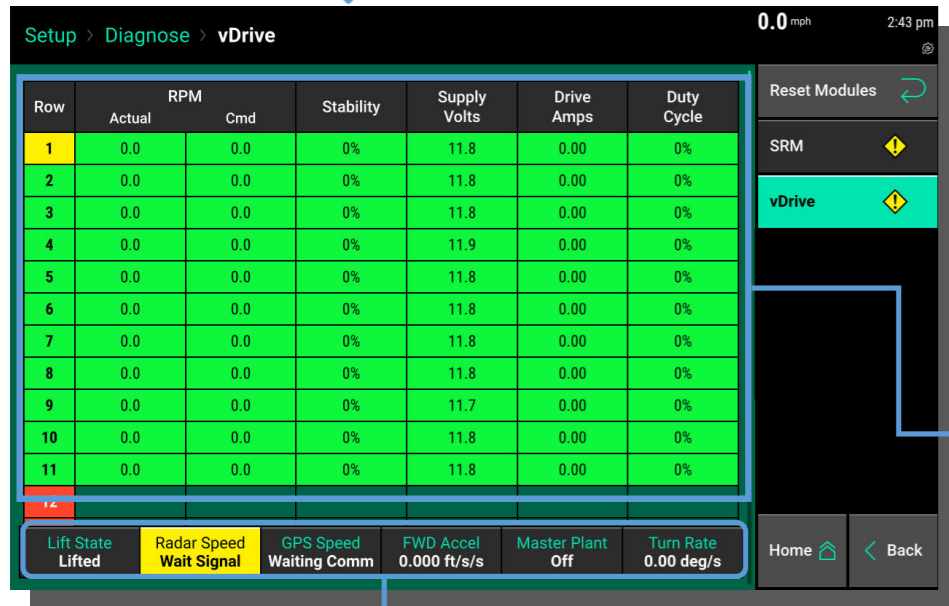 Setup > Diagnose > vDrive
0.0 mph
2:43 pm
Row
RPM
Actual
Cmd
Stability
Supply
Volts
Drive
Amps
Duty
Cycle
1 0.0 0.0 0% 11.8 0.00 0%
2 0.0 0.0 0% 11.8 0.00 0%
3 0.0 0.0 0% 11.8 0.00 0%
4 0.0 0.0 0% 11.9 0.00 0%
5 0.0 0.0 0% 11.8 0.00 0%
6 0.0 0.0 0% 11.8 0.00 0%
7 0.0 0.0 0% 11.8 0.00 0%
8 0.0 0.0 0% 11.8 0.00 0%
9 0.0 0.0 0% 11.7 0.00 0%
10 0.0 0.0 0% 11.8 0.00 0%
11 0.0 0.0 0% 11.8 0.00 0%
12
Lift State
Lifted
Radar Speed
Wait Signal
GPS Speed
Waiting Comm
FWD Accel
0.000 ft/s/s
Master Plant
Off
Turn Rate
0.00 deg/s
Reset Modules
SRM
vDrive
Home
< Back